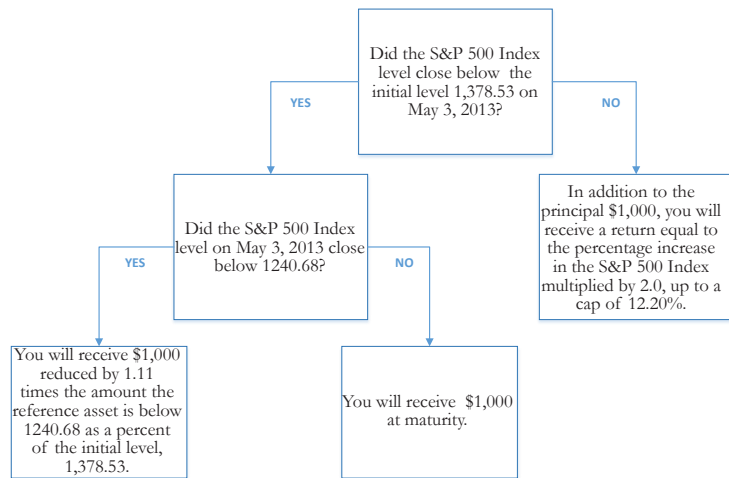 Did the S&P 500 Index
level close below the
initial level 1,378.53 on
May 3, 2013?
YES
NO
Did the S&P 500 Index
level on May 3, 2013 close
below 1240.68?
In addition to the
principal $1,000, you will
receive a return equal to
the percentage increase
in the S&P 500 Index
multiplied by 2.0, up to a
cap of 12.20%.
YES
NO
You will receive $1,000
reduced by 1.11
times the amount the
reference asset is below
1240.68 as a percent
of the initial level,
1,378.53.
You will receive $1,000
at maturity.